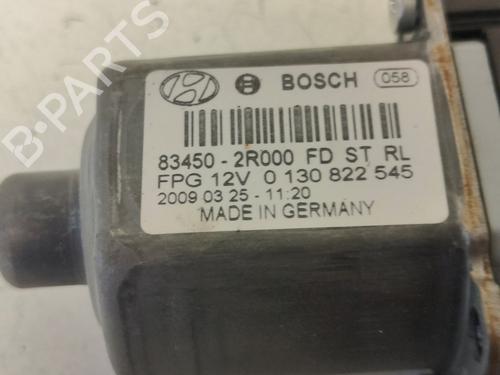 B-PARTS
BOSCH 058
83450 - 2R000 FD ST RL
FPG 12V 0 130 822 545
2009 03 25 - 11:20
MADE IN GERMANY